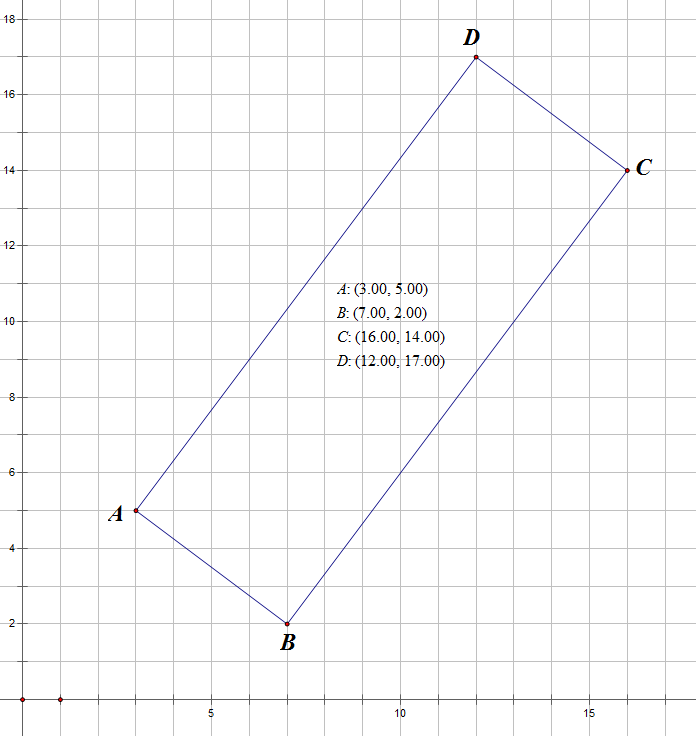 18
D
16
14
C
12
A: (3.00, 5.00)
B: (7.00, 2.00)
10
C: (16.00, 14.00)
D: (12.00, 17.00)
8
6
A
4
2
B
5 10 15